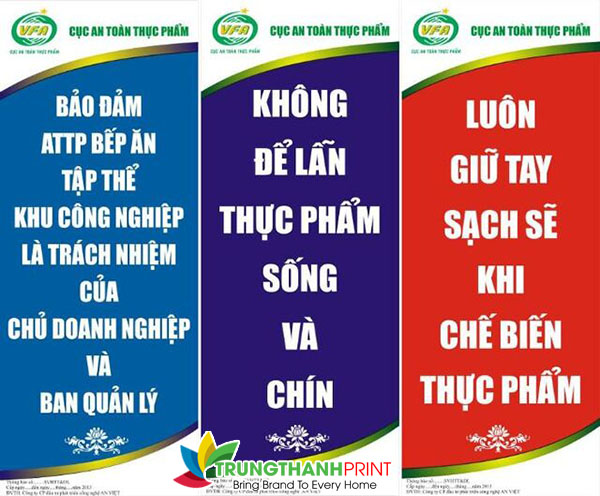 VFA
CỤC AN TOÀN THỰC PHẨM
CỤC AN TOÀN THỰC PHẨM
BẢO ĐẢM
ATTP BẾP ĂN
TẬP THỂ
KHU CÔNG NGHIỆP
LÀ TRÁCH NHIỆM
CỦA
CHỦ DOANH NGHIỆP
VÀ
BAN QUẢN LÝ
VFA
CỤC AN TOÀN THỰC PHẨM
CỤC AN TOÀN THỰC PHẨM
KHÔNG
ĐỂ LẪN
THỰC PHẨM
SỐNG
VÀ
CHÍN
VFA
CỤC AN TOÀN THỰC PHẨM
CỤC AN TOÀN THỰC PHẨM
LUÔN
GIỮ TAY
SẠCH SẼ
KHI
CHẾ BIẾN
THỰC PHẨM
TRUNGTHANHPRINT
Bring Brand To Every Home